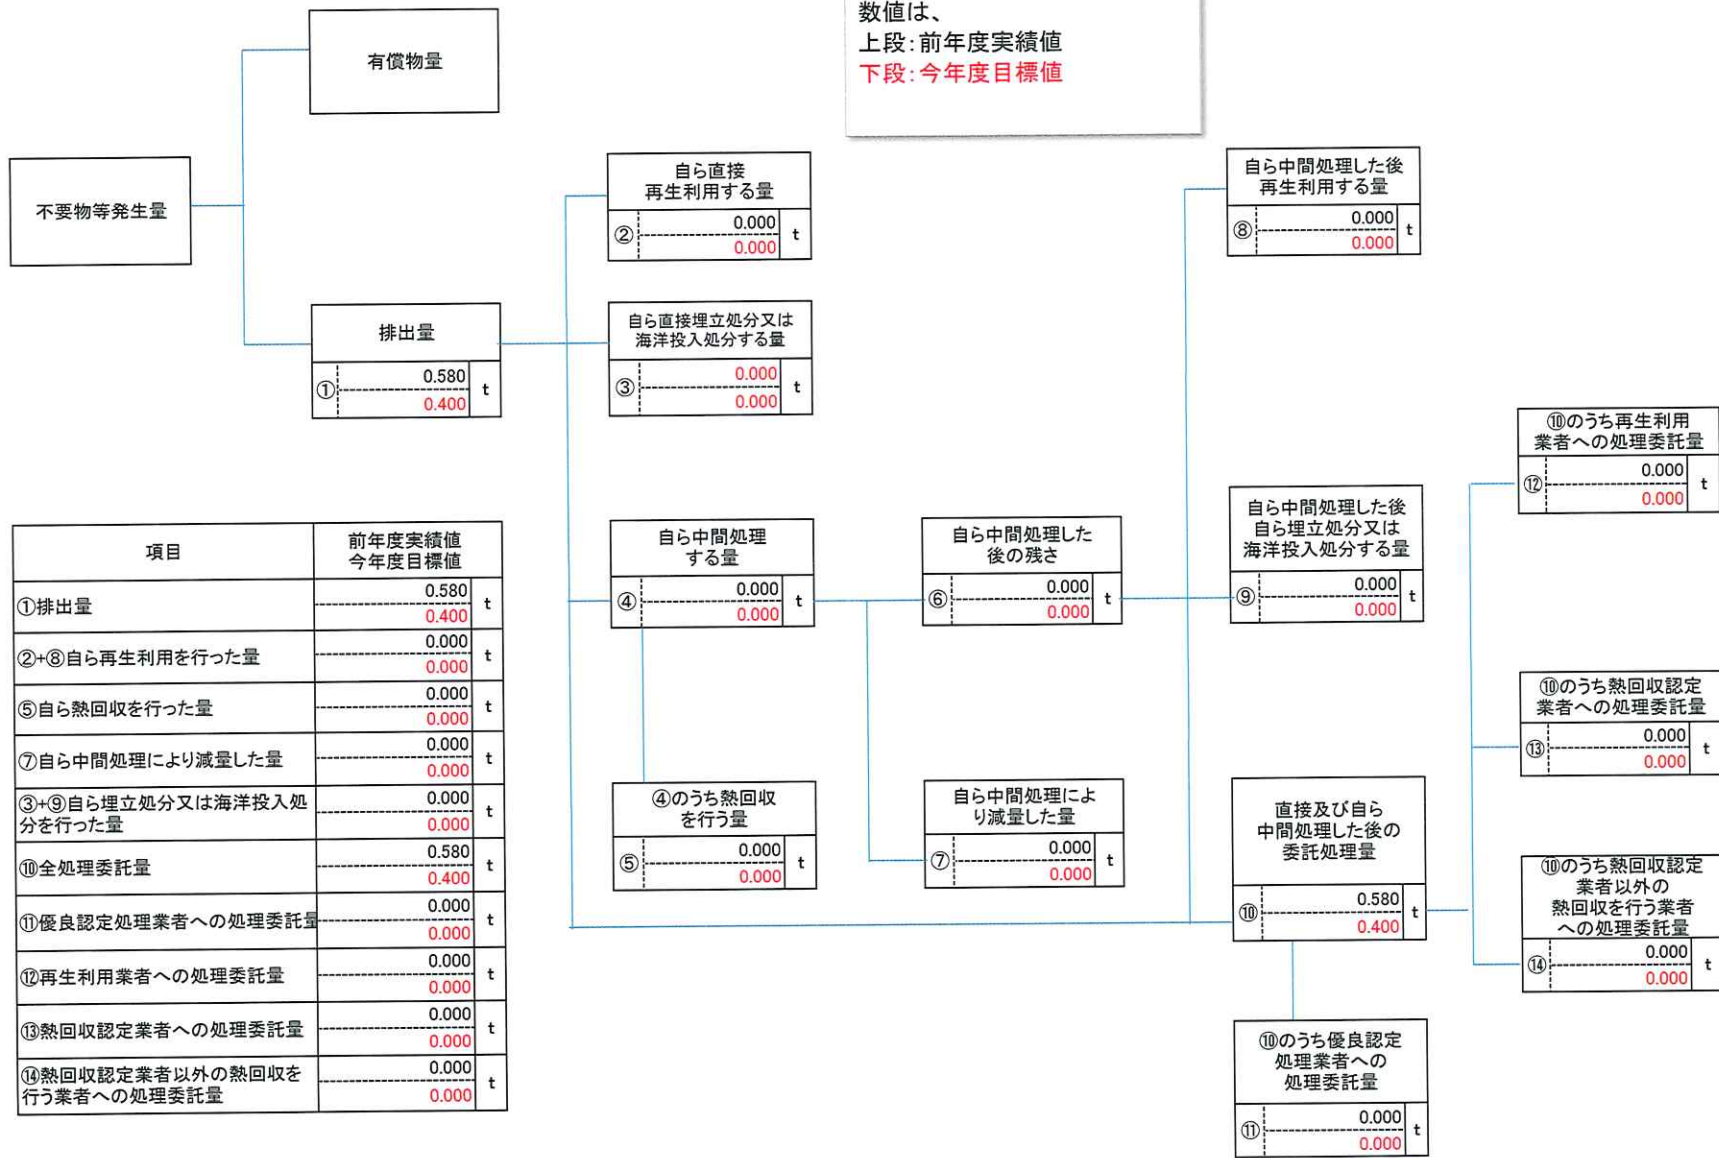 数値は、
上段：前年度実績値
下段：今年度目標値
有償物量
不要物等発生量
排出量
①
0.580
0.400
t
自ら直接
再生利用する量
②
0.000
0.000
t
自ら直接埋立処分又は
海洋投入処分する量
③
0.000
0.000
t
自ら中間処理
する量
④
0.000
0.000
t
④のうち熱回収
を行う量
⑤
0.000
0.000
t
自ら中間処理した
後の残さ
⑥
0.000
0.000
t
自ら中間処理によ
り減量した量
⑦
0.000
0.000
t
自ら中間処理した後
再生利用する量
⑧
0.000
0.000
t
自ら中間処理した後
自ら埋立処分又は
海洋投入処分する量
⑨
0.000
0.000
t
直接及び自ら
中間処理した後の
委託処理量
⑩
0.580
0.400
t
⑩のうち優良認定
処理業者への
処理委託量
⑪
0.000
0.000
t
⑩のうち再生利用
業者への処理委託量
⑫
0.000
0.000
t
⑩のうち熱回収認定
業者への処理委託量
⑬
0.000
0.000
t
⑩のうち熱回収認定
業者以外の
熱回収を行う業者
への処理委託量
⑭
0.000
0.000
t
項目
前年度実績値
今年度目標値
①排出量
0.580
0.400
t
②+⑧自ら再生利用を行った量
0.000
0.000
t
⑤自ら熱回収を行った量
0.000
0.000
t
⑦自ら中間処理により減量した量
0.000
0.000
t
③+⑨自ら埋立処分又は海洋投入処
分を行った量
0.000
0.000
t
⑩全処理委託量
0.580
0.400
t
⑪優良認定処理業者への処理委託量
0.000
0.000
t
⑫再生利用業者への処理委託量
0.000
0.000
t
⑬熱回収認定業者への処理委託量
0.000
0.000
t
⑭熱回収認定業者以外の熱回収を
行う業者への処理委託量
0.000
0.000
t